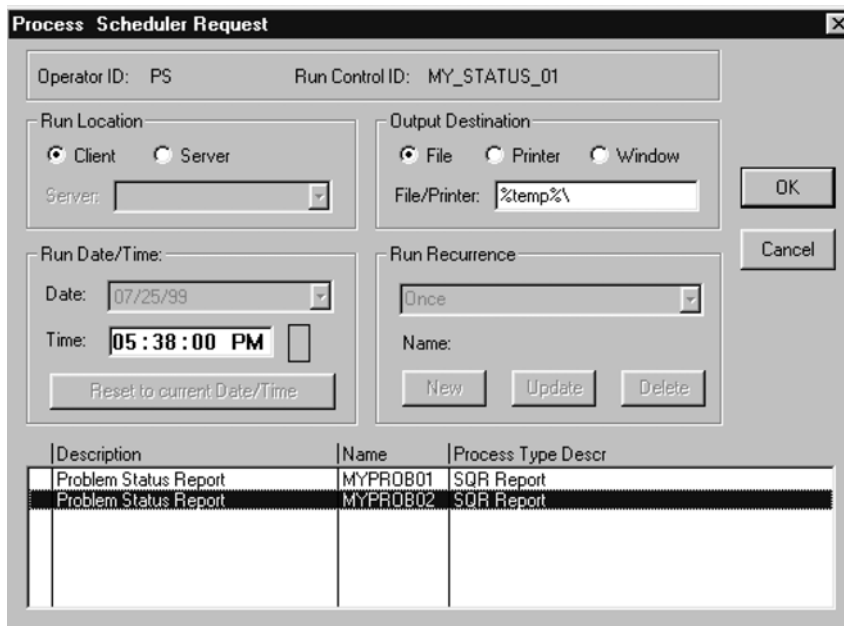 Process Scheduler Request
Operator ID: PS Run Control ID: MY_STATUS_01
Run Location
Client Server
Server:
Output Destination
File Printer Window
File/Printer: %temp%\
OK
Cancel
Run Date/Time:
Date: 07/25/99
Time: 05:38:00 PM
Reset to current Date/Time
Run Recurrence
Once
Name:
New Update Delete
Description Name Process Type Descr
Problem Status Report MYPROB01 SQR Report
Problem Status Report MYPROB02 SQR Report